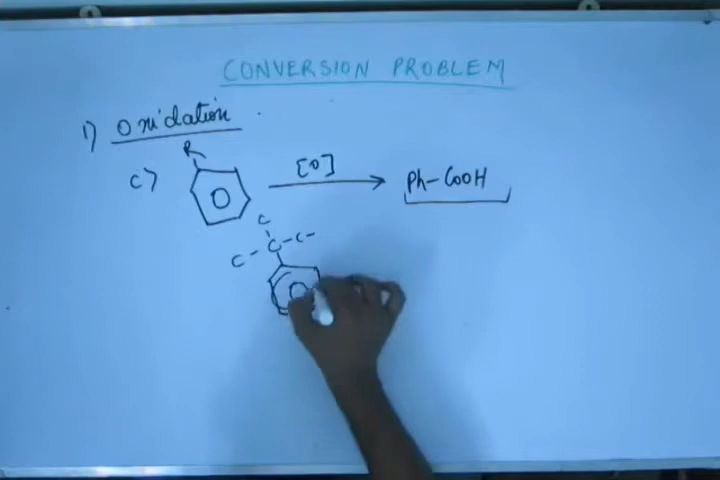 CONVERSION PROBLEM
1) Oxidation
R
c) [O] Ph-COOH
C
C-C-C-